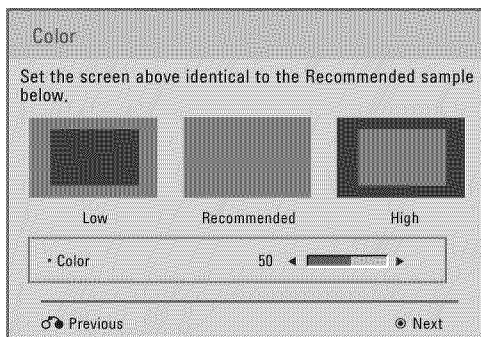 Color
Set the screen above identical to the Recommended sample
below.
Low Recommended High
• Color 50
Previous Next